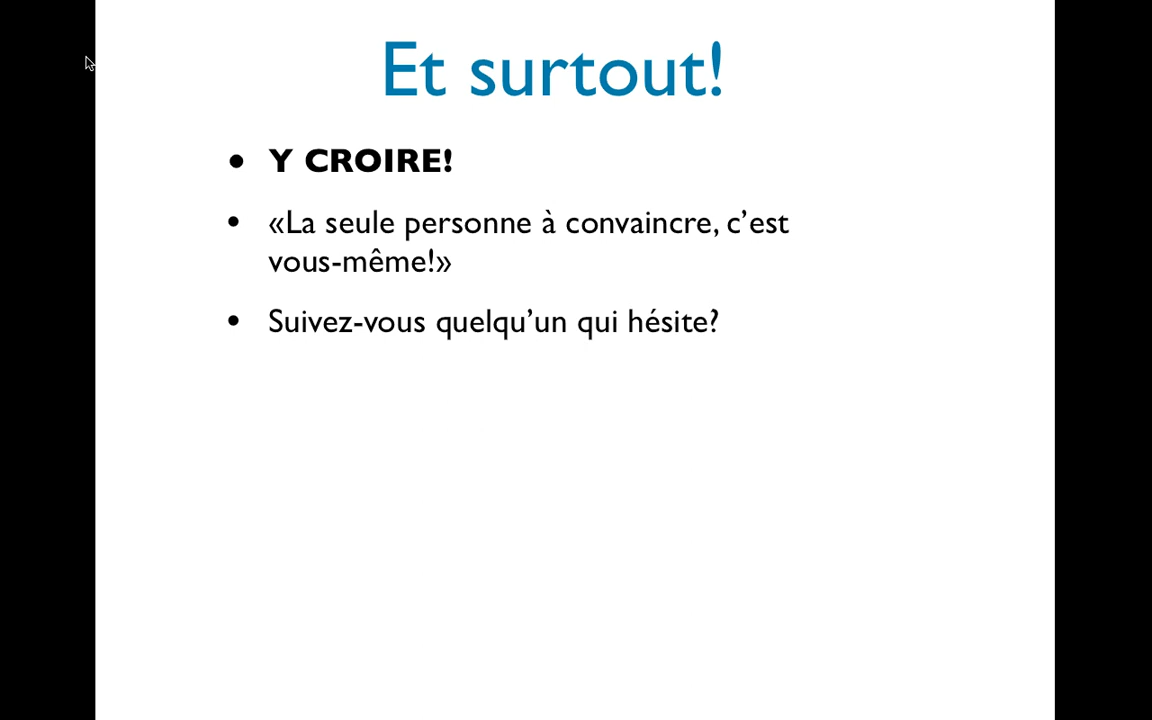 Et surtout!
• Y CROIRE!
• «La seule personne à convaincre, c’est
vous-même!»
• Suivez-vous quelqu’un qui hésite?